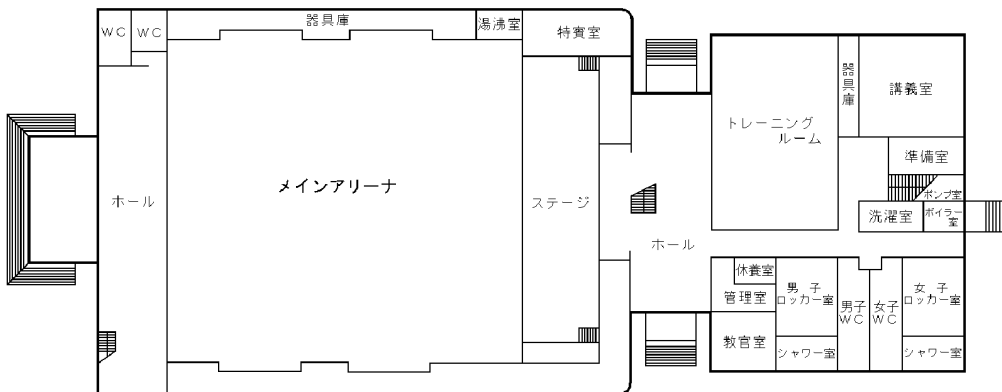 WC
WC
器具庫
湯沸室
特賓室
ホール
メインアリーナ
ステージ
ホール
トレーニング
ルーム
器具庫
講義室
準備室
ポンプ室
洗濯室
ボイラー
室
休養室
管理室
教官室
男 子
ロッカー室
シャワー室
男子
WC
女子
WC
女 子
ロッカー室
シャワー室